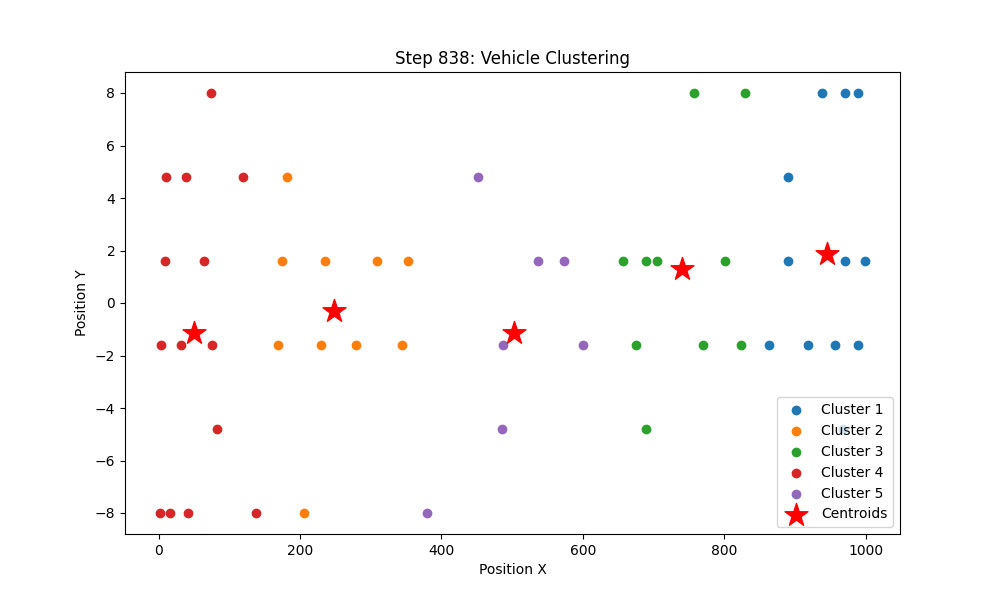 Step 838: Vehicle Clustering
Position Y
8
6
4
2
0
−2
−4
−6
−8
0 200 400 600 800 1000
Position X
Cluster 1
Cluster 2
Cluster 3
Cluster 4
Cluster 5
Centroids